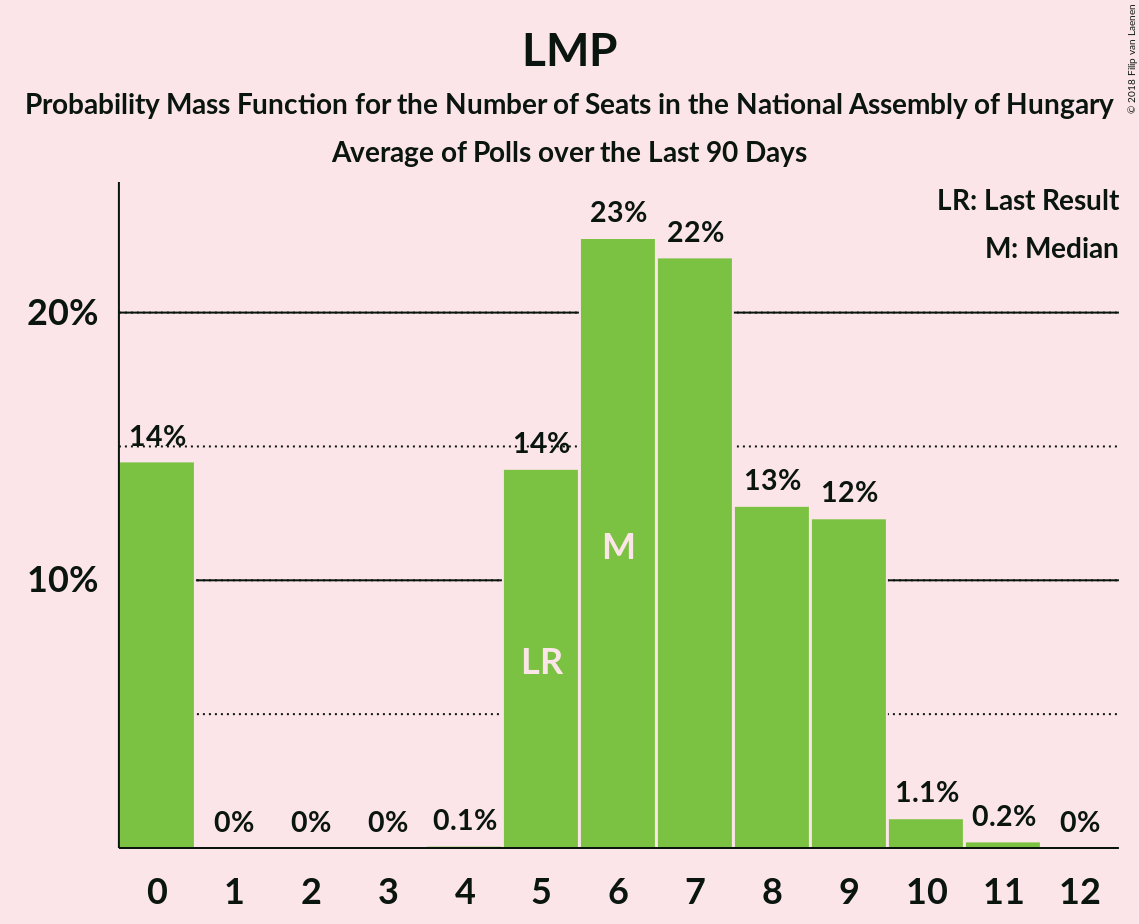 LMP
Probability Mass Function for the Number of Seats in the National Assembly of Hungary
Average of Polls over the Last 90 Days
© 2018 Filip van Laenen
LR: Last Result
M: Median
20%
10%
14%
0%
0%
0%
0.1%
14%
23%
22%
13%
12%
1.1%
0.2%
0%
M
LR
0 1 2 3 4 5 6 7 8 9 10 11 12